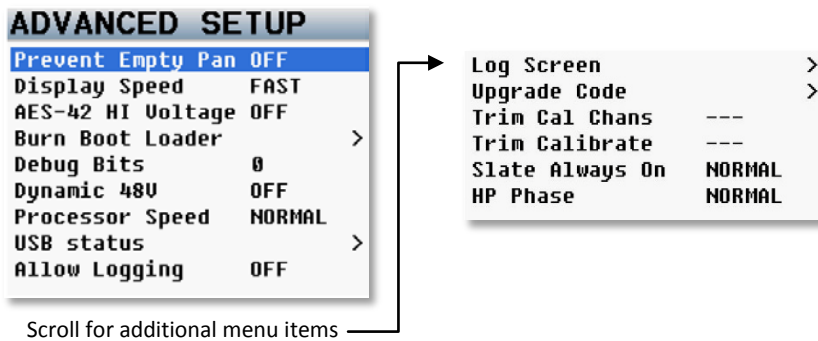 ADVANCED SETUP
Prevent Empty Pan OFF
Display Speed FAST
AES-42 HI Voltage OFF
Burn Boot Loader >
Debug Bits 0
Dynamic 48V OFF
Processor Speed NORMAL
USB status >
Allow Logging OFF
Scroll for additional menu items
Log Screen >
Upgrade Code >
Trim Cal Chans ---
Trim Calibrate ---
Slate Always On NORMAL
HP Phase NORMAL